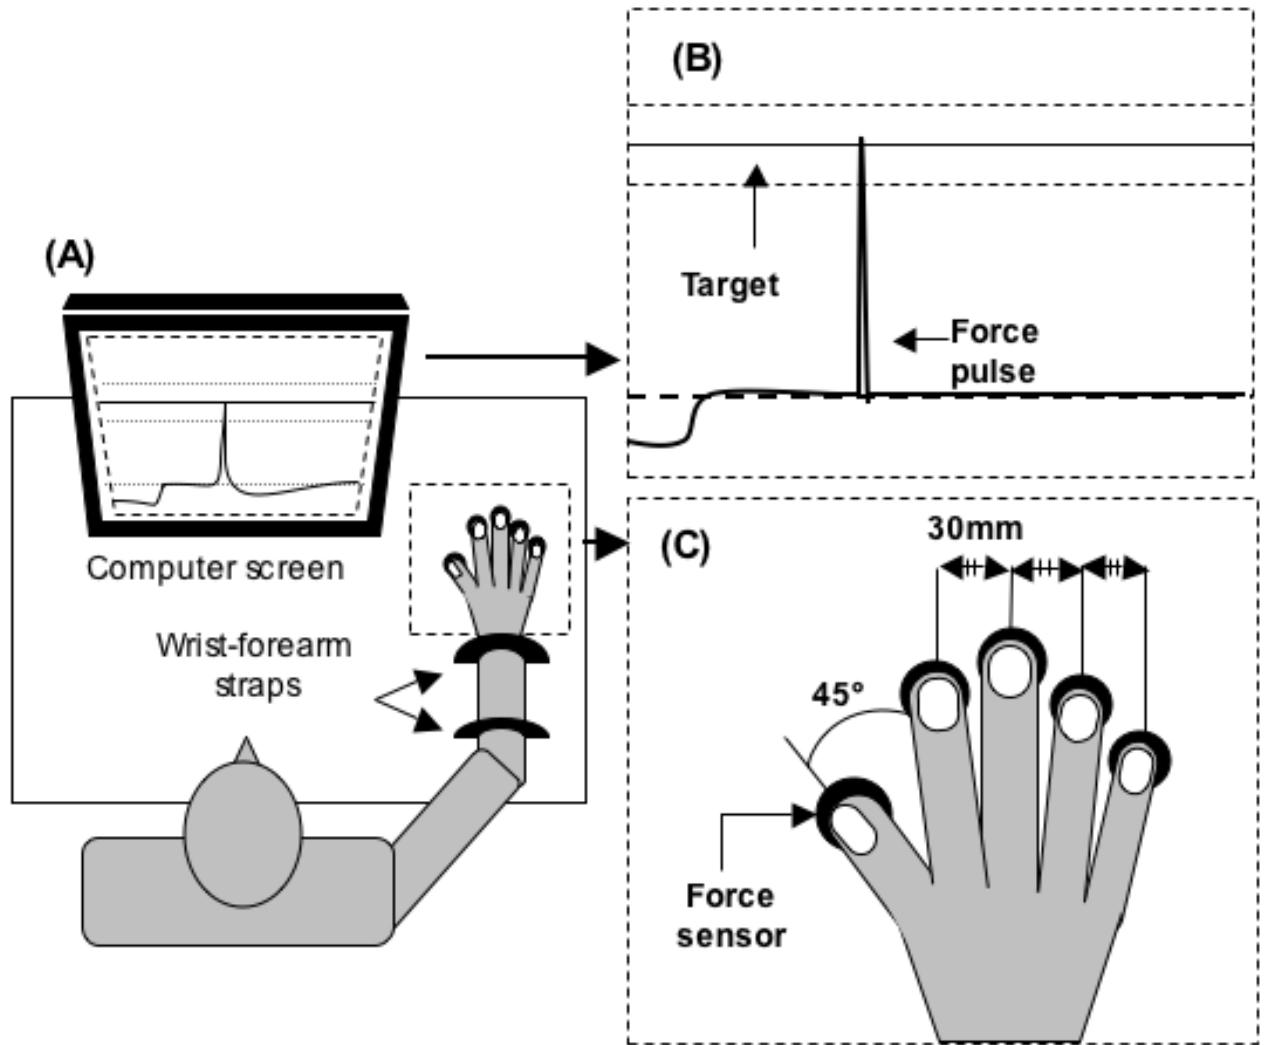 (A)
Computer screen
Wrist-forearm
straps
(B)
Target
Force
pulse
(C)
30mm
45°
Force
sensor